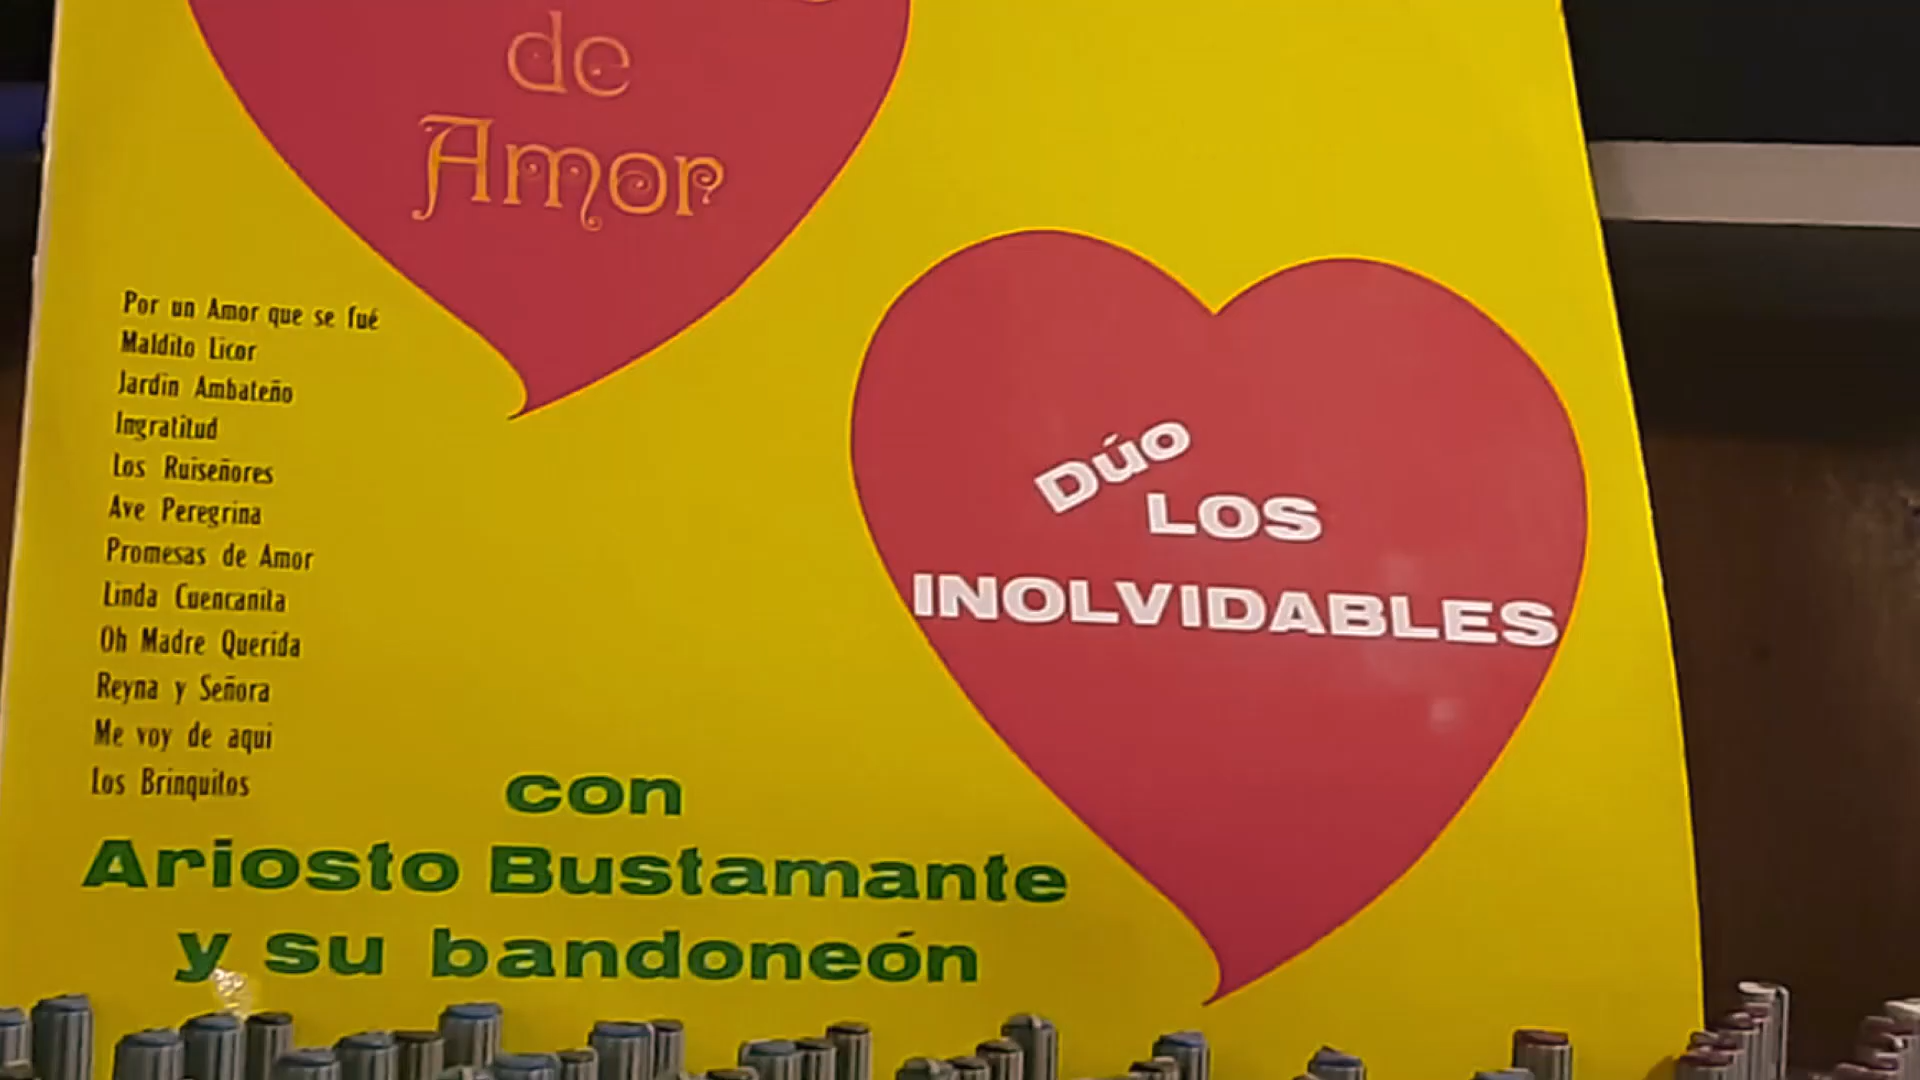 de
Amor
Por un Amor que se fué
Maldito Licor
Jardin Ambateño
Ingratitud
Los Ruiseñores
Ave Peregrina
Promesas de Amor
Linda Cuencanita
Oh Madre Querida
Reyna y Señora
Me voy de aqui
Los Brinquitos
Dúo
LOS
INOLVIDABLES
con
Ariosto Bustamante
y su bandoneón